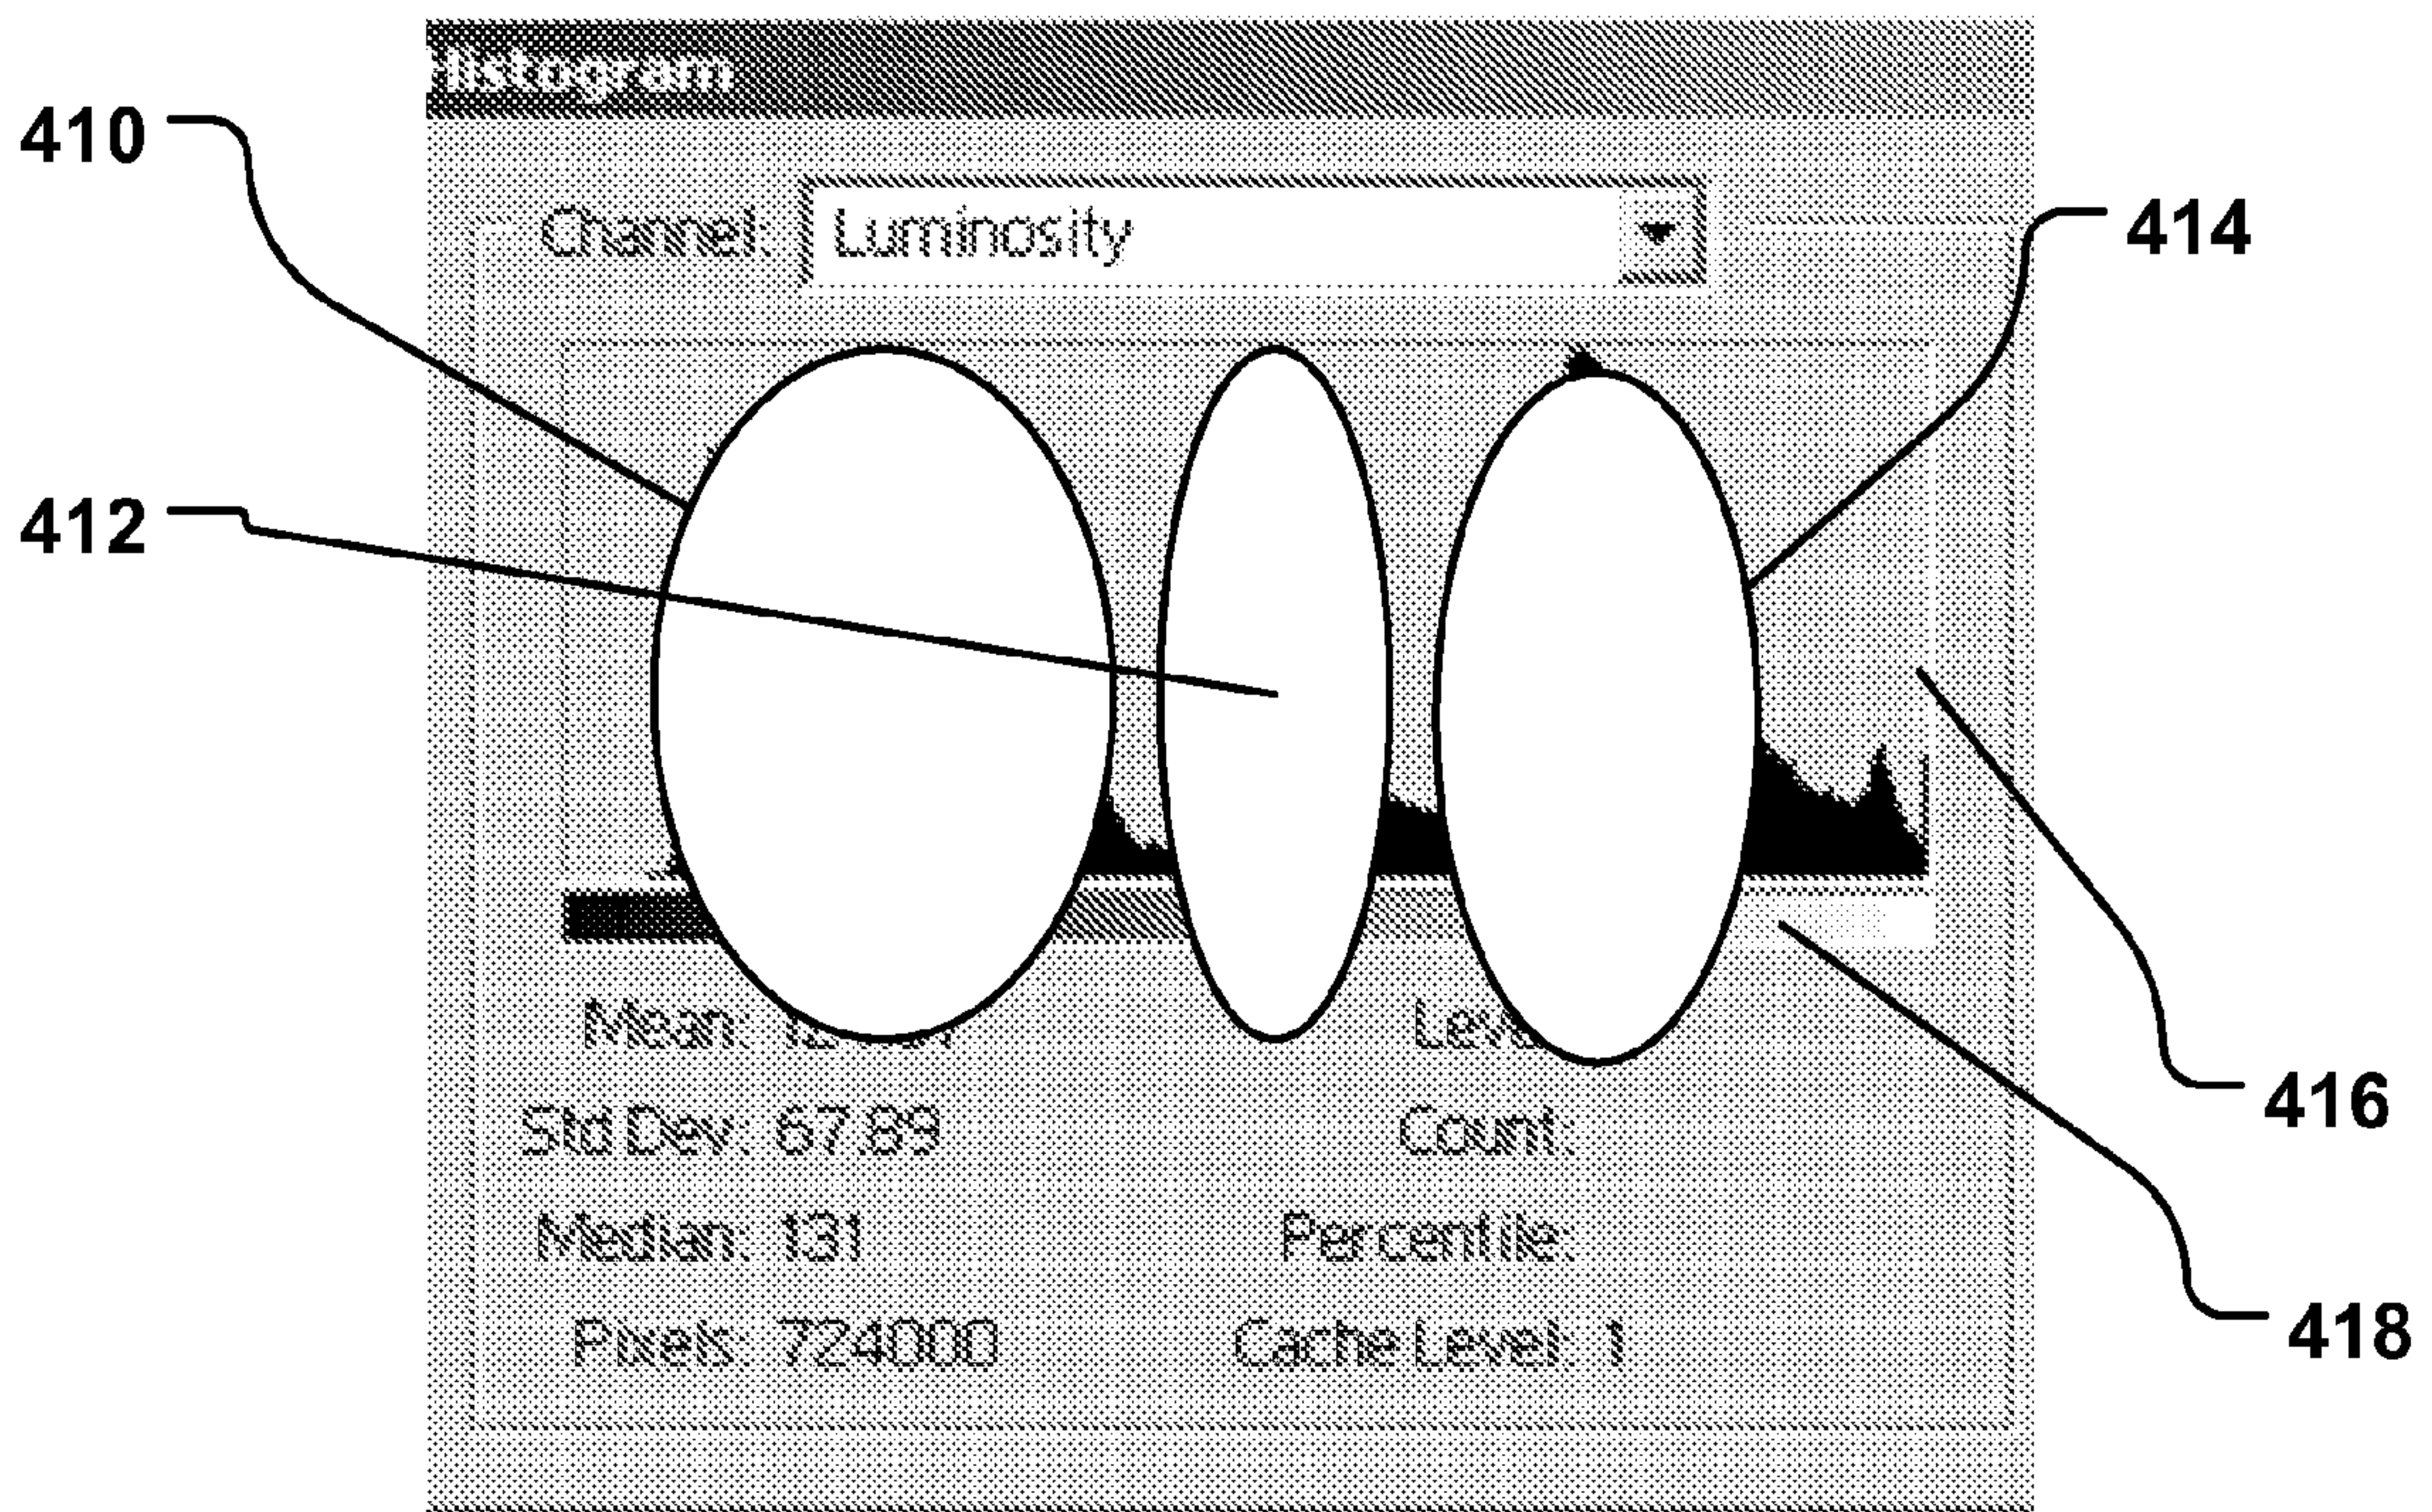 Histogram
410
Channel: Luminosity
414
412
Mean:
Std Dev: 67.89
Count:
416
Median: 131
Percentile:
Pixels: 724000
Cache Level: 1
418